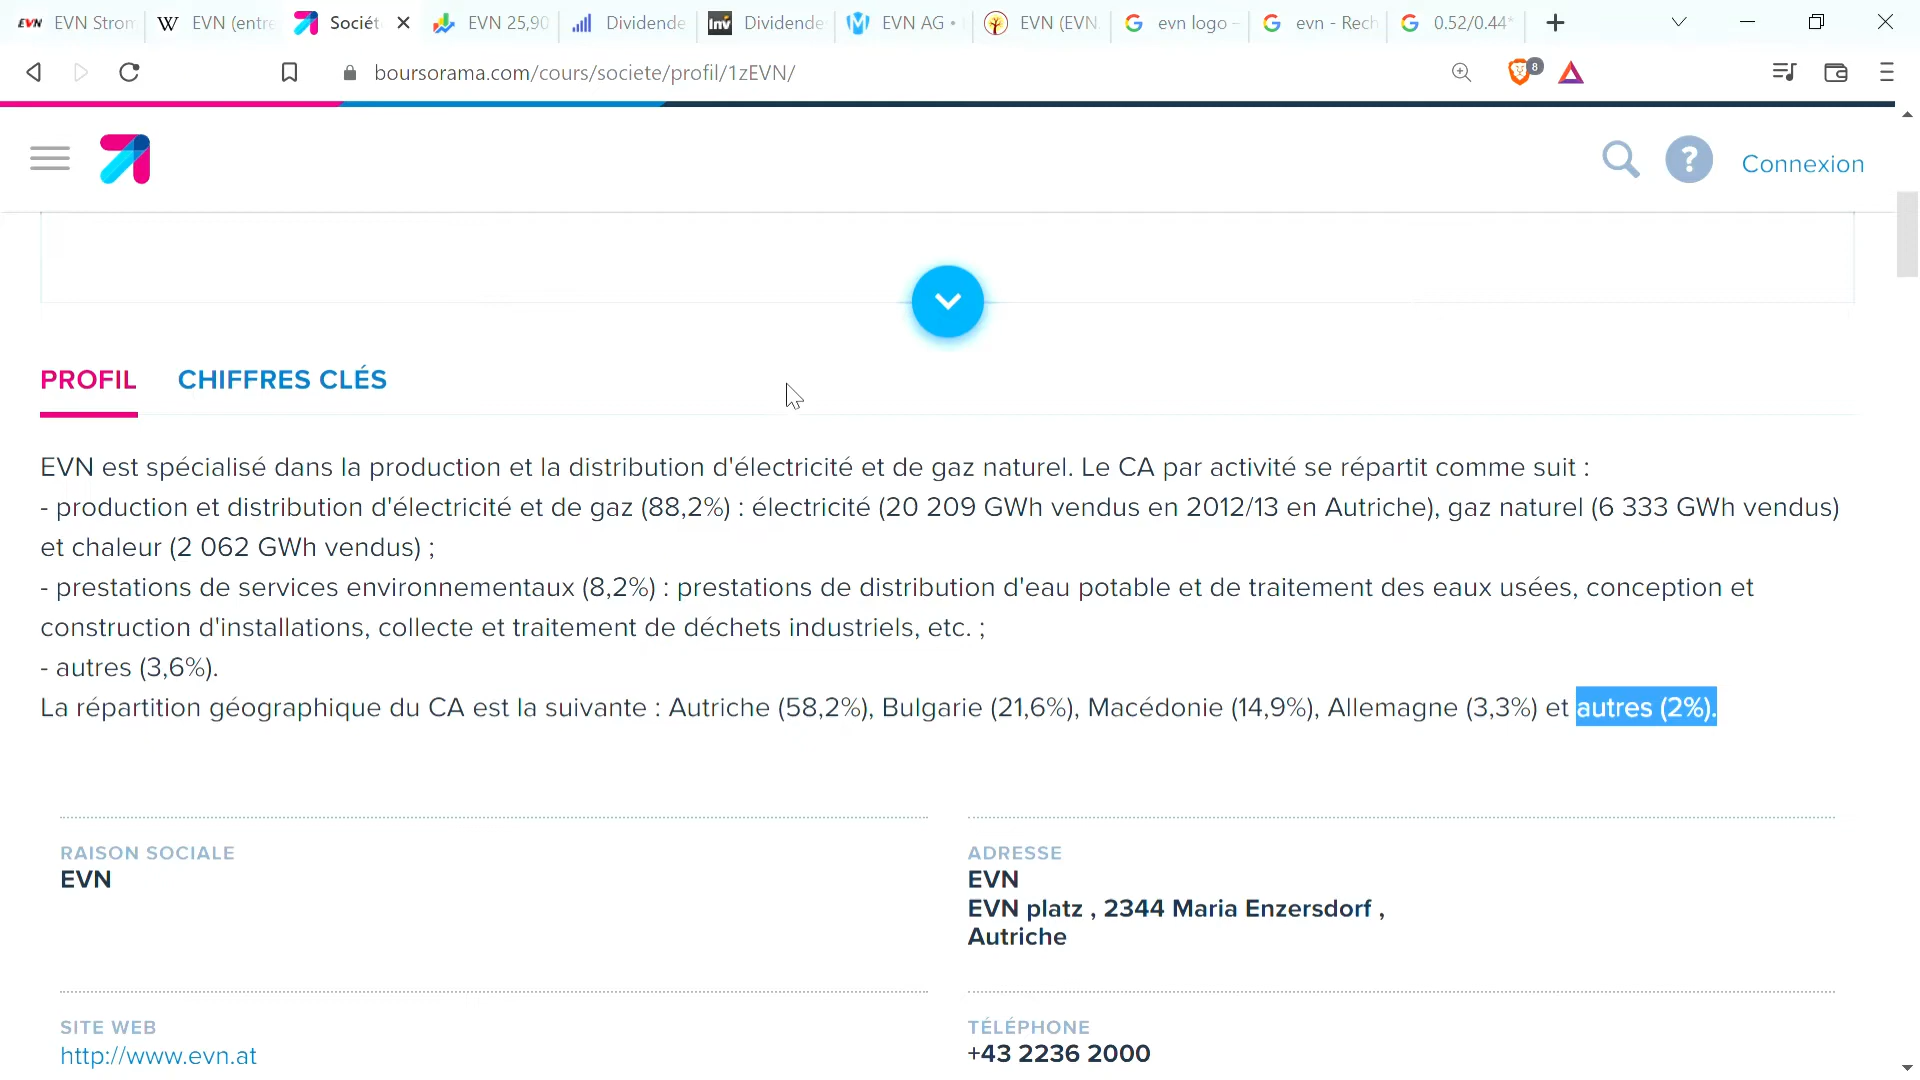 EVN EVN Strom EVN (entre Sociét EVN 25,90 Dividende Inv Dividende EVN AG • EVN (EVN evn logo - evn - Rech 0.52/0.44*
boursorama.com/cours/societe/profil/1zEVN/ 8
? Connexion
PROFIL CHIFFRES CLÉS
EVN est spécialisé dans la production et la distribution d'électricité et de gaz naturel. Le CA par activité se répartit comme suit :
- production et distribution d'électricité et de gaz (88,2%) : électricité (20 209 GWh vendus en 2012/13 en Autriche), gaz naturel (6 333 GWh vendus)
et chaleur (2 062 GWh vendus) ;
- prestations de services environnementaux (8,2%) : prestations de distribution d'eau potable et de traitement des eaux usées, conception et
construction d'installations, collecte et traitement de déchets industriels, etc. ;
- autres (3,6%).
La répartition géographique du CA est la suivante : Autriche (58,2%), Bulgarie (21,6%), Macédonie (14,9%), Allemagne (3,3%) et autres (2%).
RAISON SOCIALE
EVN
ADRESSE
EVN
EVN platz , 2344 Maria Enzersdorf ,
Autriche
SITE WEB
http://www.evn.at
TÉLÉPHONE
+43 2236 2000